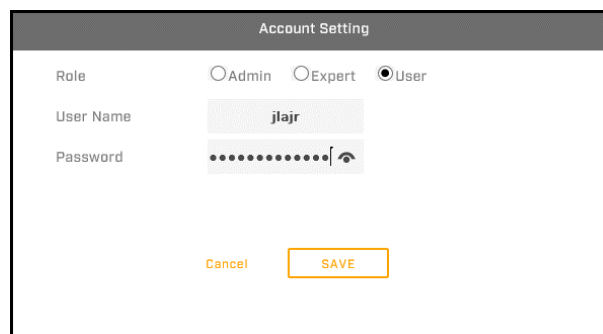 Account Setting
Role Admin Expert User
User Name jlajr
Password •••••••••••••
Cancel SAVE